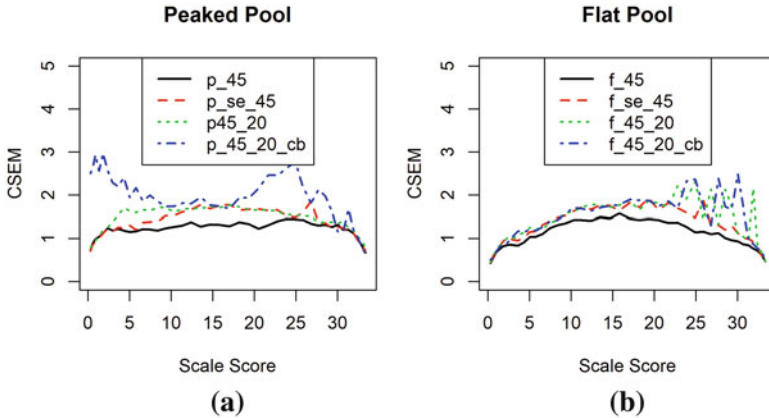 Peaked Pool
CSEM
5
4
3
2
1
0
p_45
p_se_45
p45_20
p_45_20_cb
0 5 10 15 20 25 30
Scale Score
(a)
Flat Pool
CSEM
5
4
3
2
1
0
f_45
f_se_45
f_45_20
f_45_20_cb
0 5 10 15 20 25 30
Scale Score
(b)